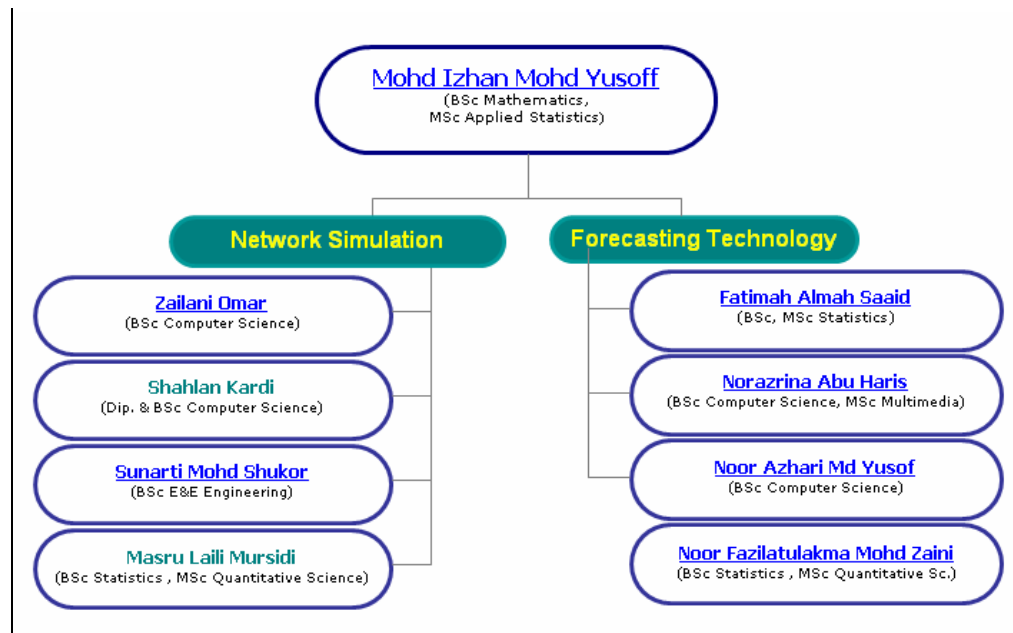 Mohd Izhan Mohd Yusoff
(BSc Mathematics,
MSc Applied Statistics)
Network Simulation
Zailani Omar
(BSc Computer Science)
Shahlan Kardi
(Dip. & BSc Computer Science)
Sunarti Mohd Shukor
(BSc E&E Engineering)
Masru Laili Mursidi
(BSc Statistics , MSc Quantitative Science)
Forecasting Technology
Fatimah Almah Saaid
(BSc, MSc Statistics)
Norazrina Abu Haris
(BSc Computer Science, MSc Multimedia)
Noor Azhari Md Yusof
(BSc Computer Science)
Noor Fazilatulakma Mohd Zaini
(BSc Statistics , MSc Quantitative Sc.)